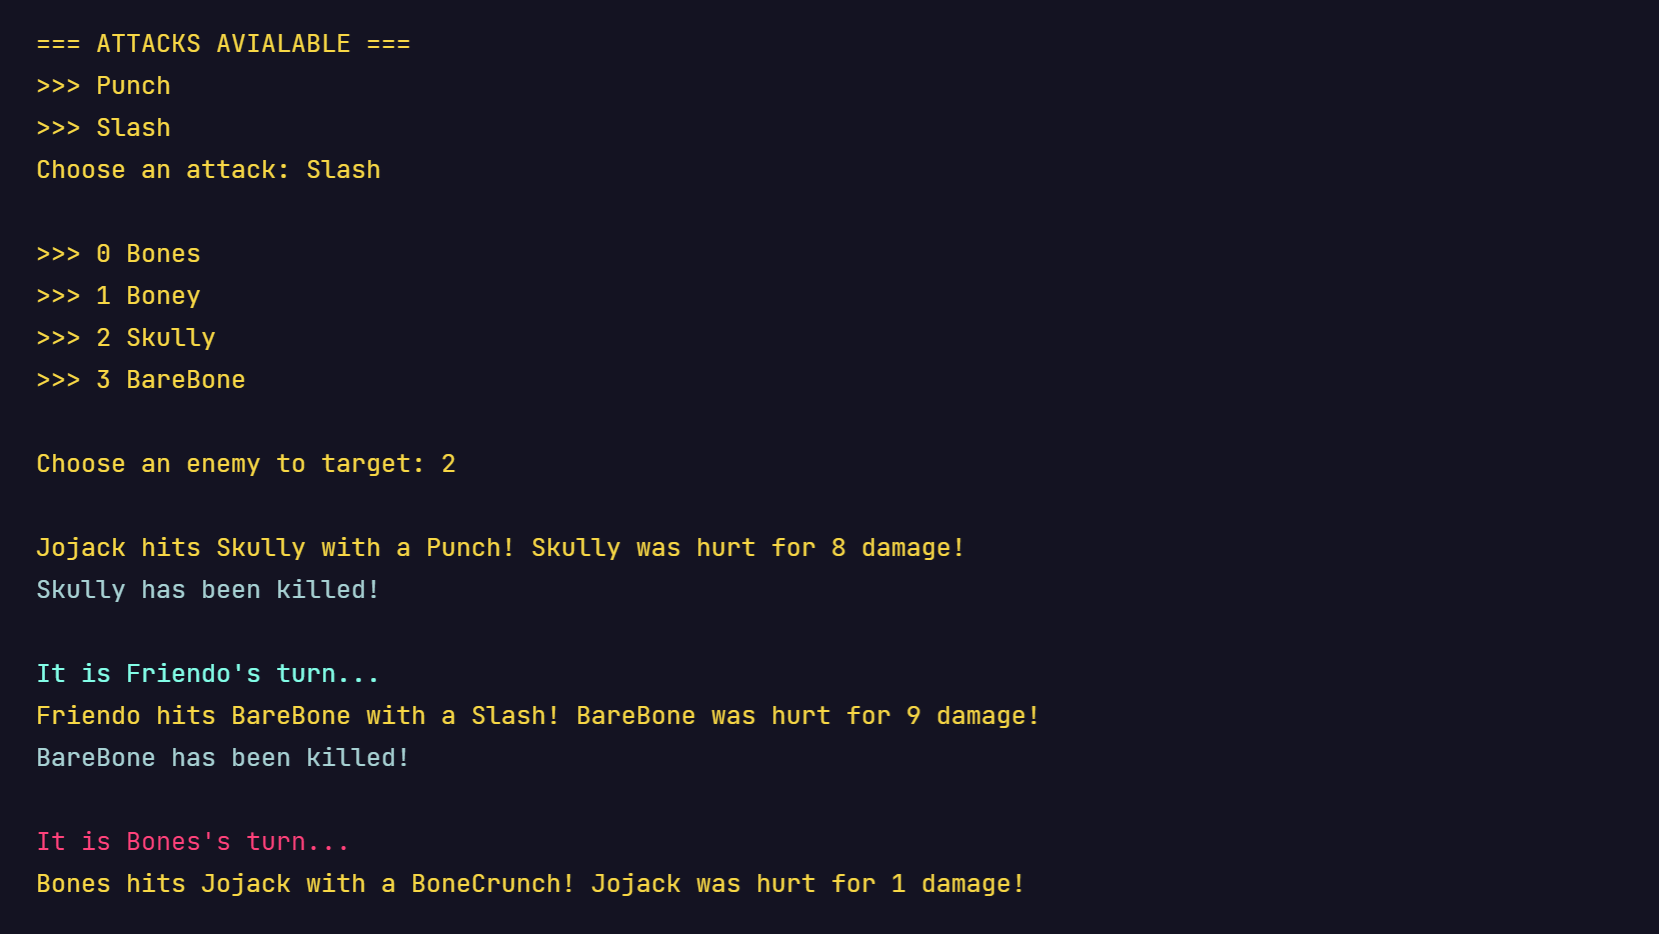 === ATTACKS AVIALABLE ===
>>> Punch
>>> Slash
Choose an attack: Slash
>>> 0 Bones
>>> 1 Boney
>>> 2 Skully
>>> 3 BareBone
Choose an enemy to target: 2
Jojack hits Skully with a Punch! Skully was hurt for 8 damage!
Skully has been killed!
It is Friendo's turn...
Friendo hits BareBone with a Slash! BareBone was hurt for 9 damage!
BareBone has been killed!
It is Bones's turn...
Bones hits Jojack with a BoneCrunch! Jojack was hurt for 1 damage!